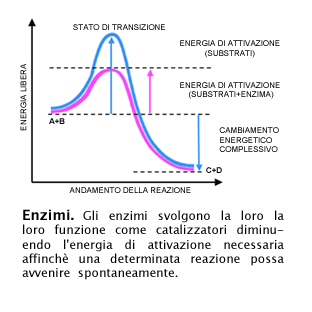 STATO DI TRANSIZIONE
ENERGIA DI ATTIVAZIONE
(SUBSTRATI)
ENERGIA DI ATTIVAZIONE
(SUBSTRATI+ENZIMA)
ENERGIA LIBERA
A+B
CAMBIAMENTO
ENERGETICO
COMPLESSIVO
C+D
ANDAMENTO DELLA REAZIONE
Enzimi. Gli enzimi svolgono la loro la
loro funzione come catalizzatori diminu-
endo l'energia di attivazione necessaria
affinchè una determinata reazione possa
avvenire spontaneamente.